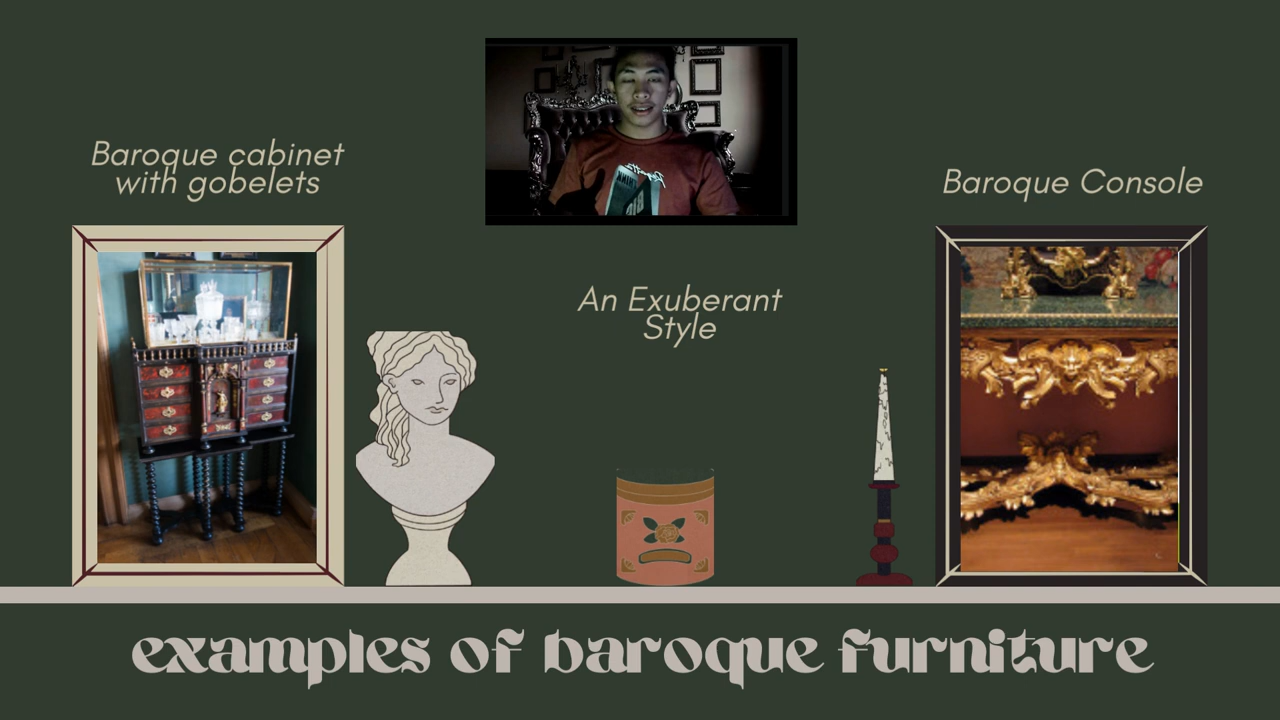 Baroque cabinet
with gobelets
An Exuberant
Style
Baroque Console
examples of baroque furniture